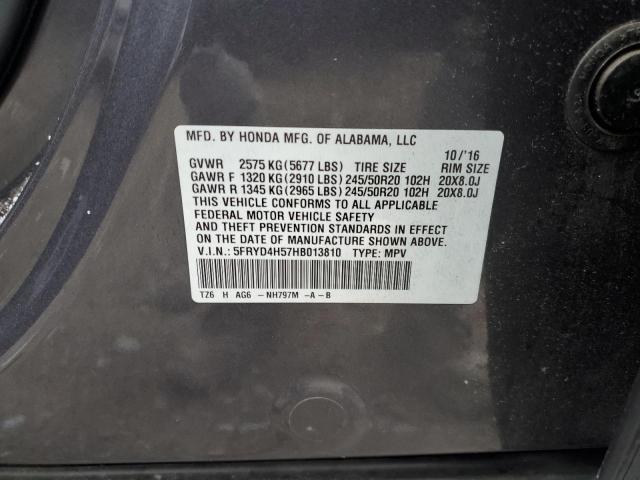 MFD. BY HONDA MFG. OF ALABAMA, LLC
10/'16
GVWR 2575 KG(5677 LBS) TIRE SIZE RIM SIZE
GAWR F 1320 KG(2910 LBS) 245/50R20 102H 20X8.0J
GAWR R 1345 KG(2965 LBS) 245/50R20 102H 20X8.0J
THIS VEHICLE CONFORMS TO ALL APPLICABLE
FEDERAL MOTOR VEHICLE SAFETY
AND THEFT PREVENTION STANDARDS IN EFFECT
ON THE DATE OF MANUFACTURE SHOWN ABOVE.
V.I.N.: 5FRYD4H57HB013810 TYPE: MPV
TZ6 H AG6 -NH797M -A-B